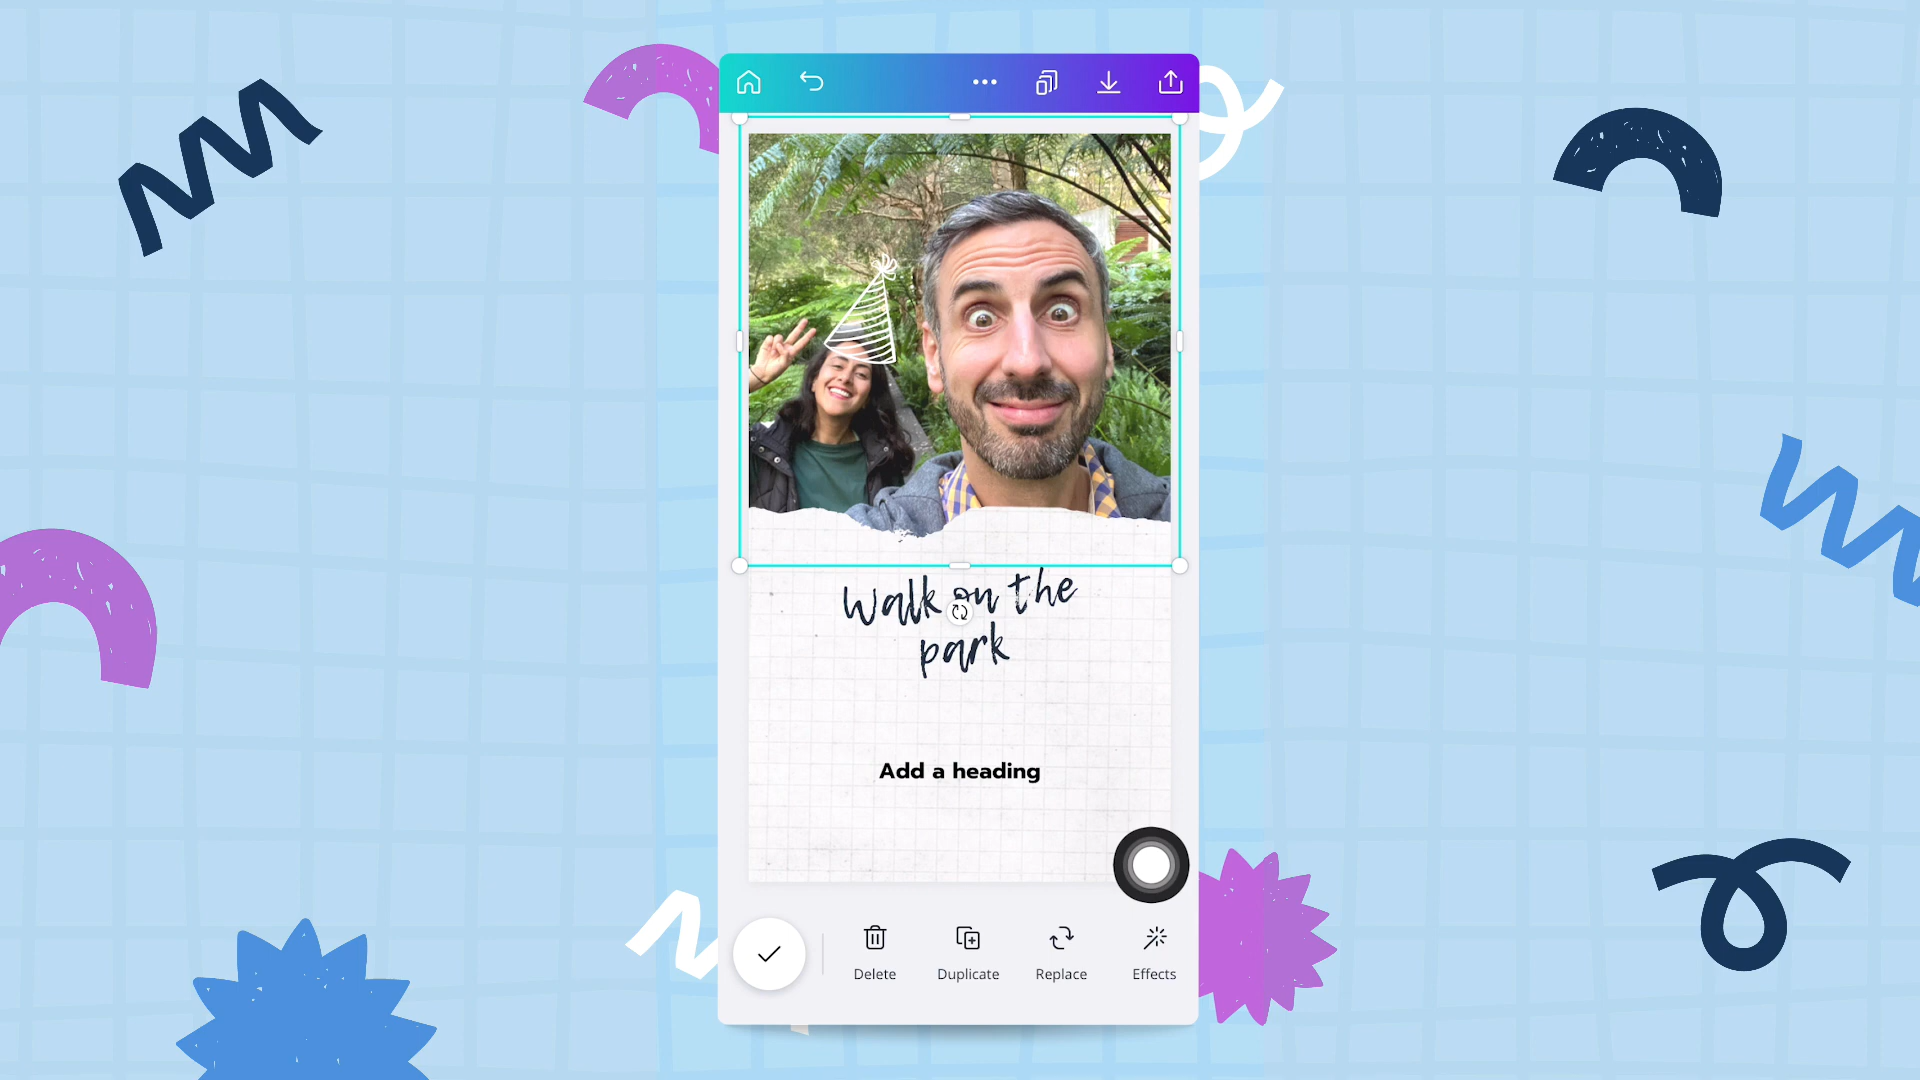 Walk on the
park
Add a heading
Delete Duplicate Replace Effects